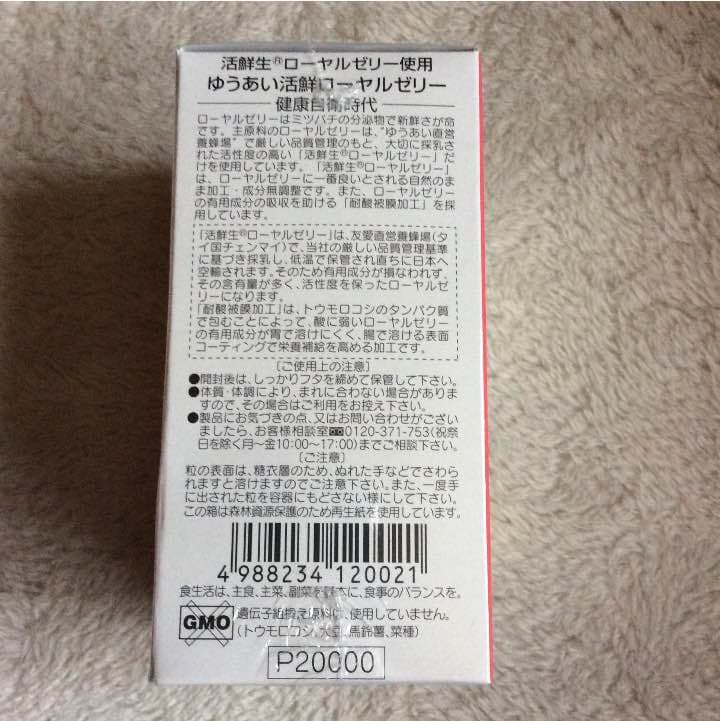 活鮮生®ローヤルゼリー使用
ゆうあい活鮮ローヤルゼリー
健康自衛時代
ローヤルゼリーはミツバチの分泌物で新鮮さが命
です。主原料のローヤルゼリーは、“ゆうあい直営
養蜂場”で厳しい品質管理のもと、大切に採乳さ
れた活性度の高い「活鮮生®ローヤルゼリー」だ
けを使用しています。「活鮮生®ローヤルゼリー」
は、ローヤルゼリーに一番良いとされる自然のま
まま加工・成分無調整です。また、ローヤルゼリー
の有用成分の吸収を助ける「耐酸被膜加工」を採
用しています。
「活鮮生®ローヤルゼリー」は、友愛直営養蜂場(タ
イ国チェンマイ)で、当社の厳しい品質管理基準
に基づき採乳し、低温で保管され直ちに日本へ
空輸されます。そのため有用成分が損なわれず、
その含有量が多く、活性度を保ったローヤルゼ
リーになります。
「耐酸被膜加工」は、トウモロコシのタンパク質
で包むことによって、酸に弱いローヤルゼリー
の有用成分が胃で溶けにくく、腸で溶ける表面
コーティングで栄養補給を高める加工です。
〔ご使用上の注意〕
●開封後は、しっかりフタを締めて保管して下さい。
●体質・体調により、まれに合わない場合がありま
すので、その場合はご利用をお控え下さい。
●製品にお気づきの点、又はお問い合わせがござい
ましたら、お客様相談室☎0120-371-753(祝祭
日を除く月〜金10:00〜17:00)までご相談下さい。
〔ご注意〕
粒の表面は、糖衣層のため、ぬれた手などでさわ
られますと溶けますのでご注意下さい。また、一度手
に出された粒を容器にもどさない様にして下さい。
この箱は森林資源保護のため再生紙を使用しています。
4 988234 120021
食生活は、主食、主菜、副菜を基本に、食事のバランスを。
GMO
遺伝子組換え原料に、使用していません。
(トウモロコシ、大豆、馬鈴薯、菜種)
P20000